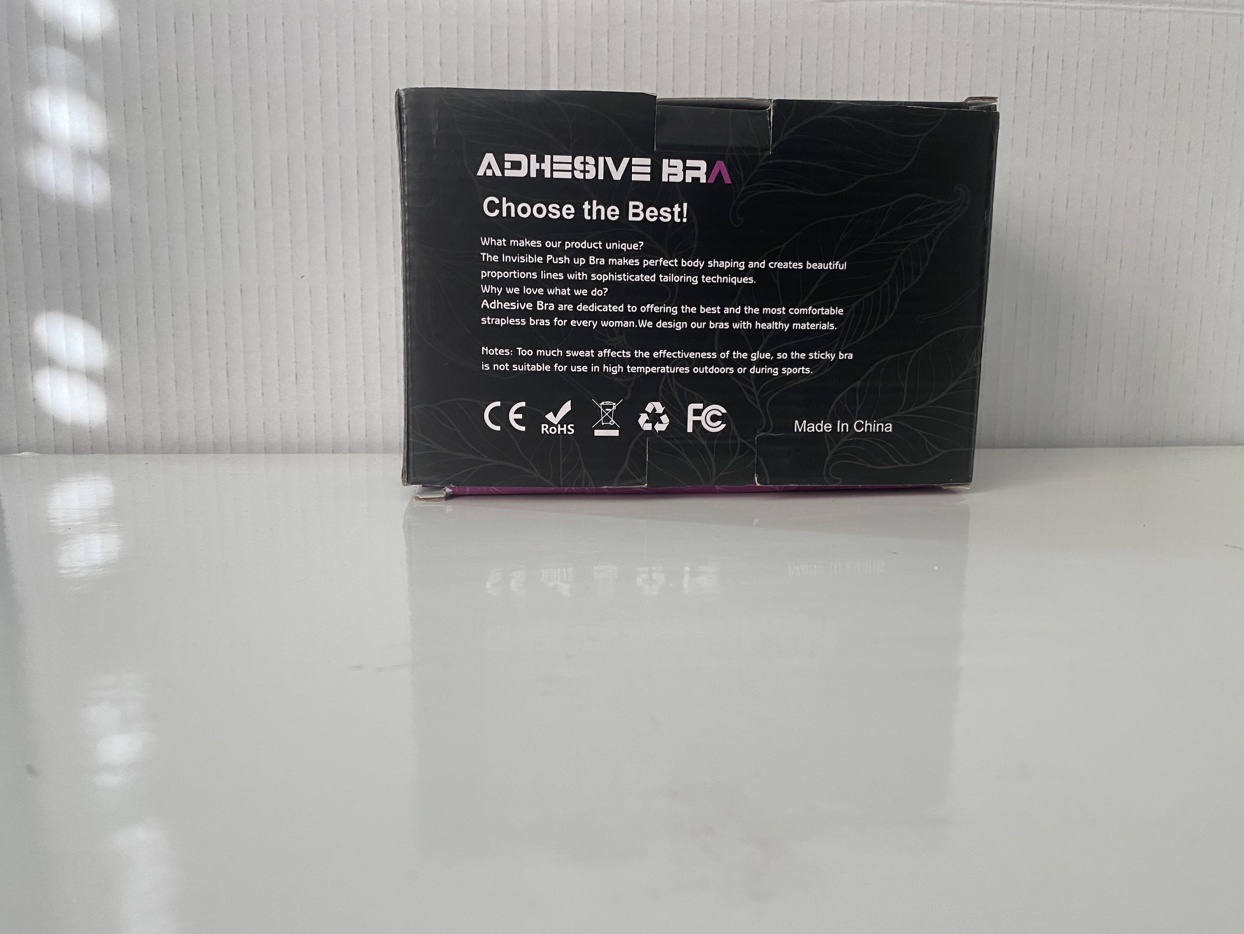 ADHESIVE BRA
Choose the Best!
What makes our product unique?
The Invisible Push up Bra makes perfect body shaping and creates beautiful
proportions lines with sophisticated tailoring techniques.
Why we love what we do?
Adhesive Bra are dedicated to offering the best and the most comfortable
strapless bras for every woman.We design our bras with healthy materials.
Notes: Too much sweat affects the effectiveness of the glue, so the sticky bra
is not suitable for use in high temperatures outdoors or during sports.
CE RoHS FC
Made In China